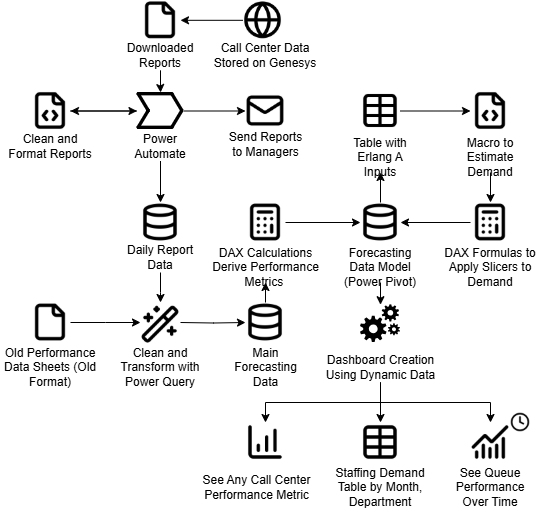 Downloaded
Reports
Call Center Data
Stored on Genesys
Clean and
Format Reports
Power
Automate
Send Reports
to Managers
Table with
Erlang A
Inputs
Macro to
Estimate
Demand
Daily Report
Data
DAX Calculations
Derive Performance
Metrics
Forecasting
Data Model
(Power Pivot)
DAX Formulas to
Apply Slicers to
Demand
Old Performance
Data Sheets (Old
Format)
Clean and
Transform with
Power Query
Main
Forecasting
Data
Dashboard Creation
Using Dynamic Data
See Any Call Center
Performance Metric
Staffing Demand
Table by Month,
Department
See Queue
Performance
Over Time